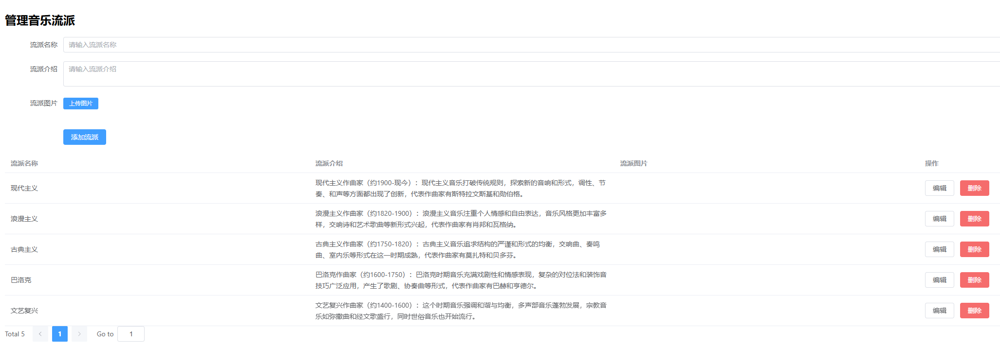 管理音乐流派
流派名称 请输入流派名称
流派介绍 请输入流派介绍
流派图片 上传图片
添加流派
流派名称 流派介绍 流派图片 操作
现代主义 现代主义作曲家（约1900-现今）：现代主义音乐打破传统规则，探索新的音响和形式，调性、节
奏、和声等方面都出现了创新，代表作曲家有斯特拉文斯基和勋伯格。 编辑 删除
浪漫主义 浪漫主义作曲家（约1820-1900）：浪漫主义音乐注重个人情感和自由表达，音乐风格更加丰富多
样，交响诗和艺术歌曲等新形式兴起，代表作曲家有肖邦和瓦格纳。 编辑 删除
古典主义 古典主义作曲家（约1750-1820）：古典主义音乐追求结构的严谨和形式的均衡，交响曲、奏鸣
曲、室内乐等形式在这一时期成熟，代表作曲家有莫扎特和贝多芬。 编辑 删除
巴洛克 巴洛克作曲家（约1600-1750）：巴洛克时期音乐充满戏剧性和情感表现，复杂的对位法和装饰音
技巧广泛应用，产生了歌剧、协奏曲等形式，代表作曲家有巴赫和亨德尔。 编辑 删除
文艺复兴 文艺复兴作曲家（约1400-1600）：这个时期音乐强调和谐与均衡，多声部音乐蓬勃发展，宗教音
乐如弥撒曲和经文歌盛行，同时世俗音乐也开始流行。 编辑 删除
Total 5 1 Go to 1